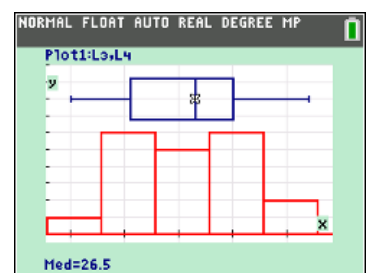 NORMAL FLOAT AUTO REAL DEGREE MP
Plot1:L₃,L₄
y
x
Med=26.5